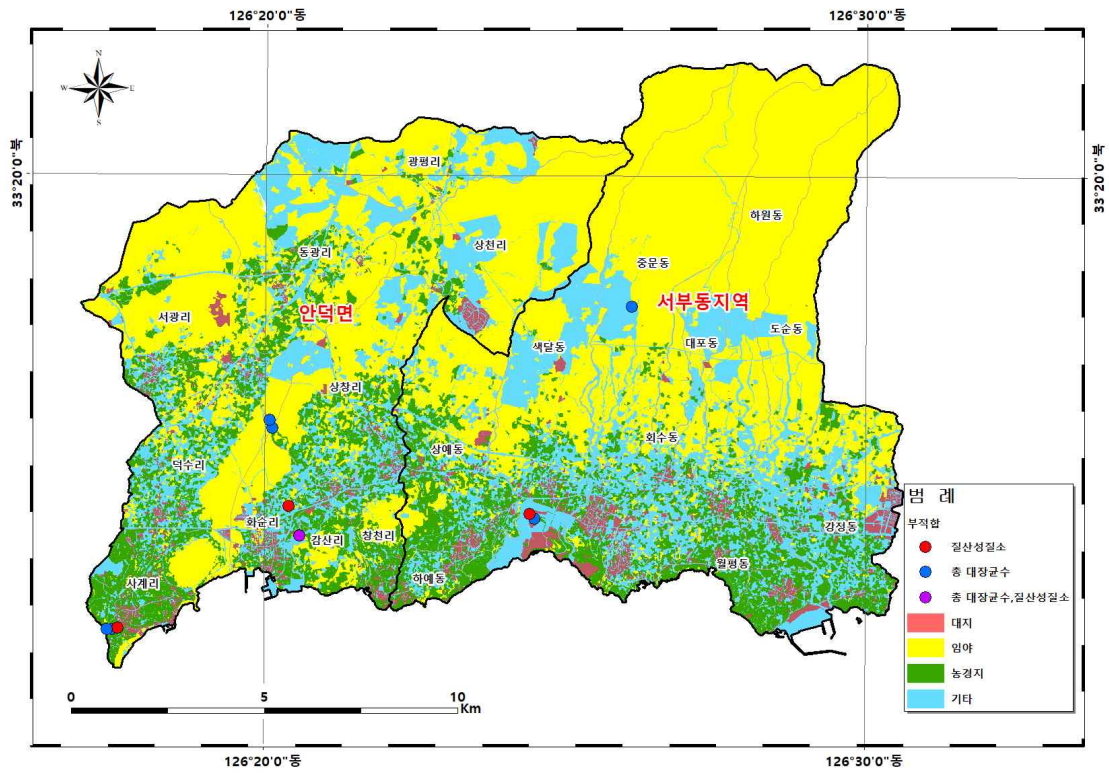 126°20'0"동
126°30'0"동
N
W
E
S
33°20'0"북
33°20'0"북
광평리
하원동
동광리
상천리
중문동
서부동지역
안덕면
서광리
도순동
대포동
색달동
상창리
상예동
회수동
덕수리
범 례
부적합
질산성질소
총 대장균수
총 대장균수,질산성질소
대지
임야
농경지
기타
화순리
감산리
창천리
강정동
월평동
하예동
사계리
0
5
10
Km
126°20'0"동
126°30'0"동